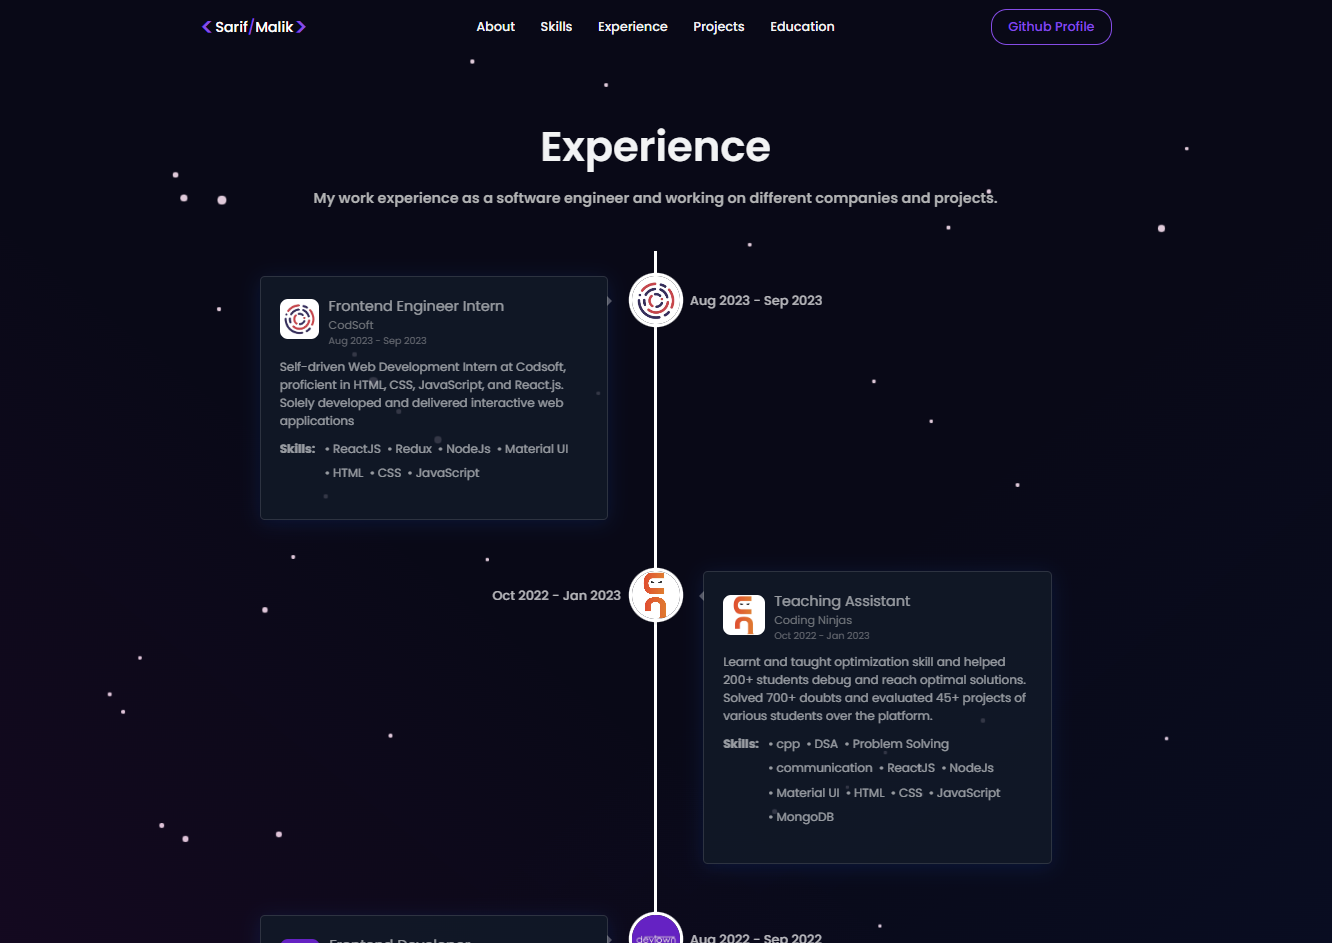 Sarif/Malik
About Skills Experience Projects Education
Github Profile
Experience
My work experience as a software engineer and working on different companies and projects.
Frontend Engineer Intern
CodSoft
Aug 2023 - Sep 2023
Self-driven Web Development Intern at Codsoft,
proficient in HTML, CSS, JavaScript, and React.js.
Solely developed and delivered interactive web
applications
Skills: • ReactJS • Redux • NodeJs • Material UI
• HTML • CSS • JavaScript
Aug 2023 - Sep 2023
Oct 2022 - Jan 2023
Teaching Assistant
Coding Ninjas
Oct 2022 - Jan 2023
Learnt and taught optimization skill and helped
200+ students debug and reach optimal solutions.
Solved 700+ doubts and evaluated 45+ projects of
various students over the platform.
Skills: • cpp • DSA • Problem Solving
• communication • ReactJS • NodeJs
• Material UI • HTML • CSS • JavaScript
• MongoDB
Frontend Developer
devtown
Aug 2022 - Sep 2022